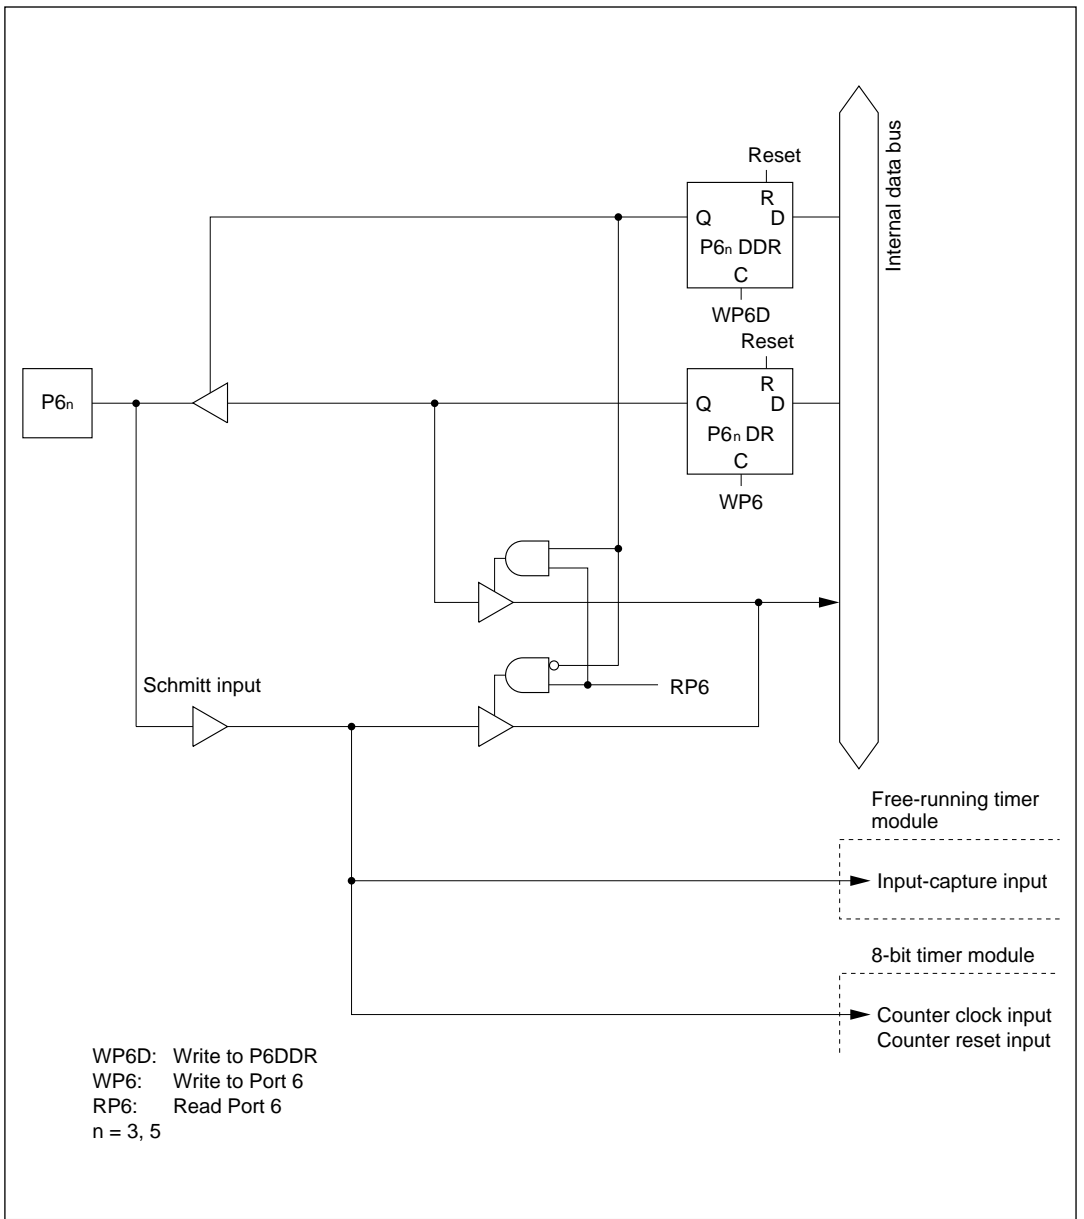 Reset
R
Q D
P6n DDR
C
WP6D
Internal data bus
Reset
R
Q D
P6n DR
C
WP6
P6n
Schmitt input
RP6
Free-running timer
module
Input-capture input
8-bit timer module
Counter clock input
Counter reset input
WP6D: Write to P6DDR
WP6: Write to Port 6
RP6: Read Port 6
n = 3, 5